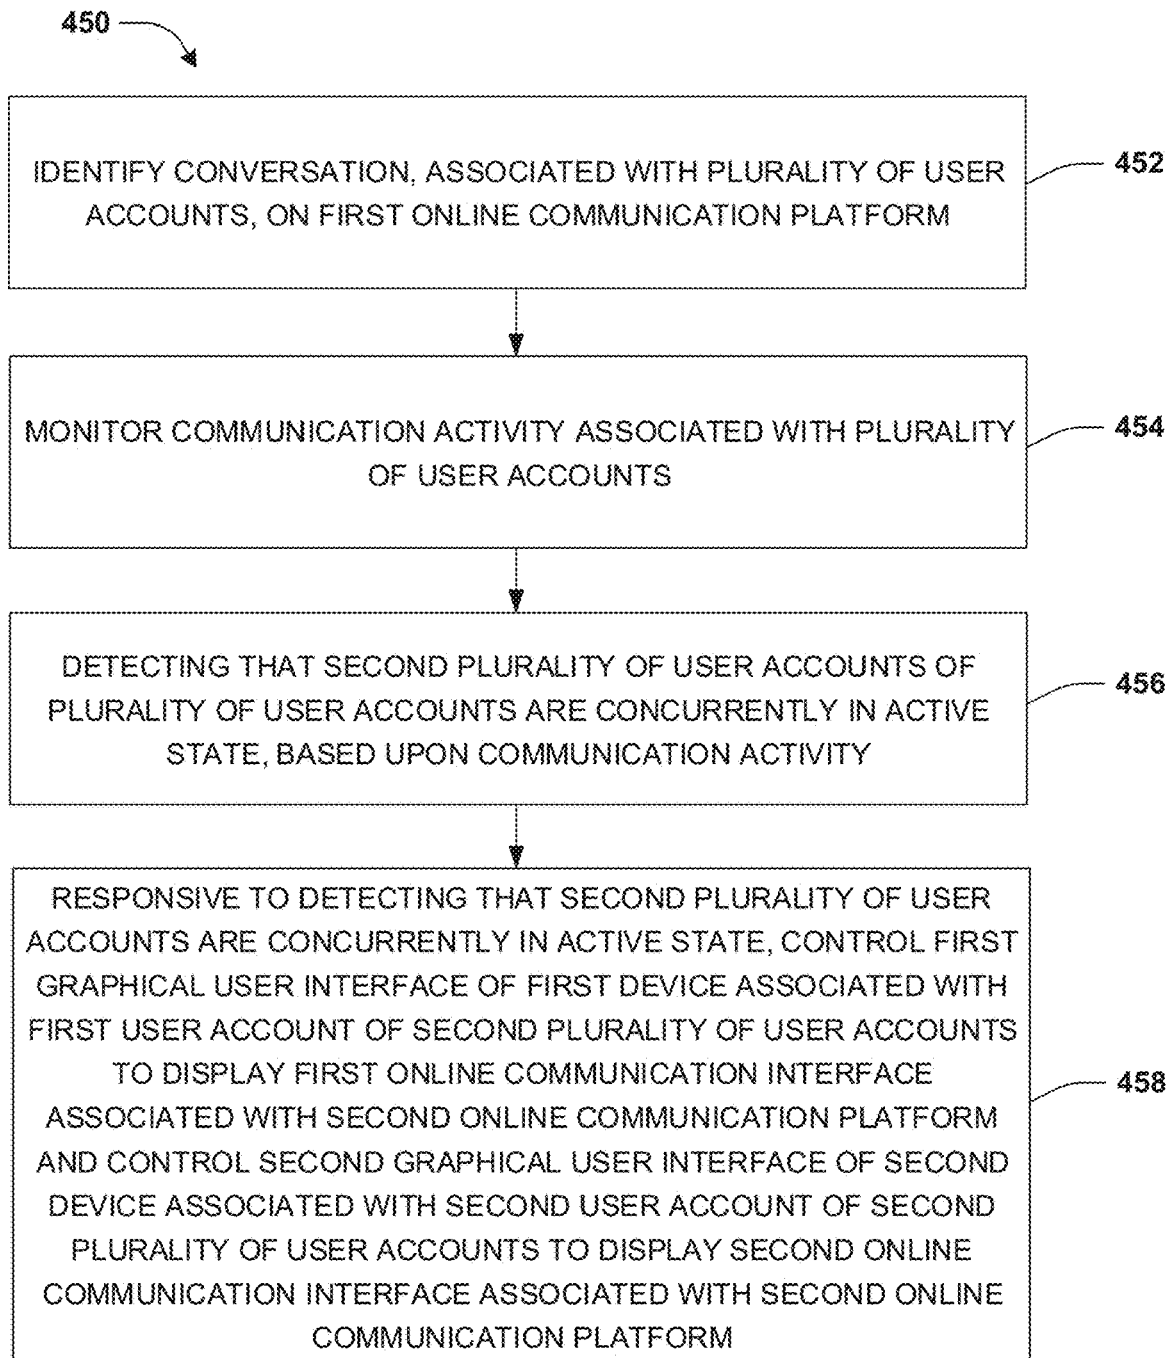 450
IDENTIFY CONVERSATION, ASSOCIATED WITH PLURALITY OF USER
ACCOUNTS, ON FIRST ONLINE COMMUNICATION PLATFORM
452
MONITOR COMMUNICATION ACTIVITY ASSOCIATED WITH PLURALITY
OF USER ACCOUNTS
454
DETECTING THAT SECOND PLURALITY OF USER ACCOUNTS OF
PLURALITY OF USER ACCOUNTS ARE CONCURRENTLY IN ACTIVE
STATE, BASED UPON COMMUNICATION ACTIVITY
456
RESPONSIVE TO DETECTING THAT SECOND PLURALITY OF USER
ACCOUNTS ARE CONCURRENTLY IN ACTIVE STATE, CONTROL FIRST
GRAPHICAL USER INTERFACE OF FIRST DEVICE ASSOCIATED WITH
FIRST USER ACCOUNT OF SECOND PLURALITY OF USER ACCOUNTS
TO DISPLAY FIRST ONLINE COMMUNICATION INTERFACE
ASSOCIATED WITH SECOND ONLINE COMMUNICATION PLATFORM
AND CONTROL SECOND GRAPHICAL USER INTERFACE OF SECOND
DEVICE ASSOCIATED WITH SECOND USER ACCOUNT OF SECOND
PLURALITY OF USER ACCOUNTS TO DISPLAY SECOND ONLINE
COMMUNICATION INTERFACE ASSOCIATED WITH SECOND ONLINE
COMMUNICATION PLATFORM
458